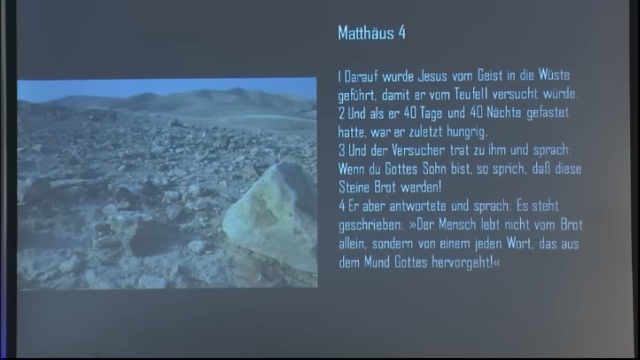 Matthäus 4
1 Darauf wurde Jesus vom Geist in die Wüste
geführt, damit er vom Teufell versucht würde.
2 Und als er 40 Tage und 40 Nächte gefastet
hatte, war er zuletzt hungrig.
3 Und der Versucher trat zu ihm und sprach:
Wenn du Gottes Sohn bist, so sprich, daß diese
Steine Brot werden!
4 Er aber antwortete und sprach: Es steht
geschrieben: »Der Mensch lebt nicht vom Brot
allein, sondern von einem jeden Wort, das aus
dem Mund Gottes hervorgeht!«